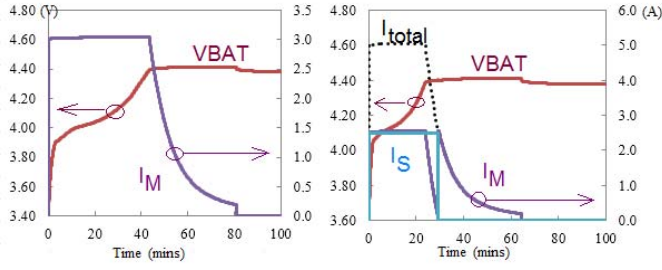 4.80 (V) 3.5
4.60 3.0
4.40 2.5
4.20 2.0
4.00 1.5
3.80 1.0
3.60 0.5
3.40 0.0
VBAT
I_M
0 20 40 60 80 100
Time (mins)
4.80 6.0 (A)
4.60 5.0
4.40 4.0
4.20 3.0
4.00 2.0
3.80 1.0
3.60 0.0
I_total
VBAT
I_S
I_M
0 20 40 60 80 100
Time (mins)